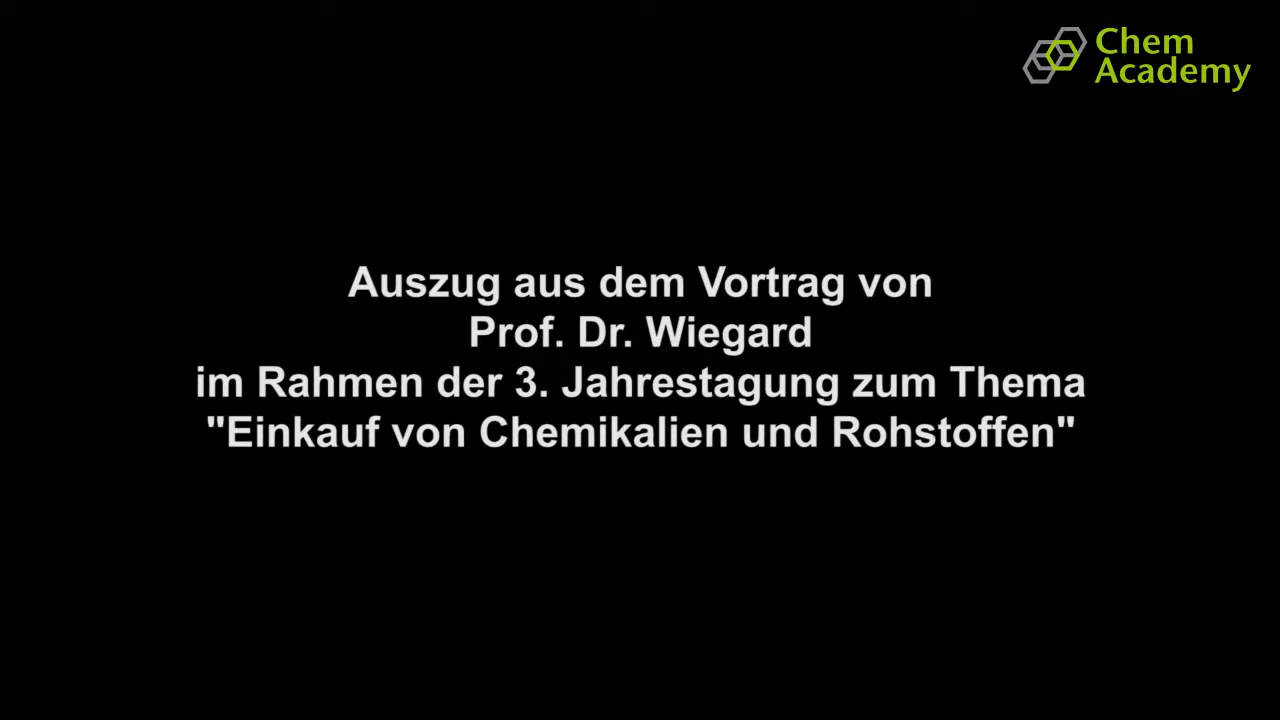 Chem
Academy
Auszug aus dem Vortrag von
Prof. Dr. Wiegard
im Rahmen der 3. Jahrestagung zum Thema
"Einkauf von Chemikalien und Rohstoffen"